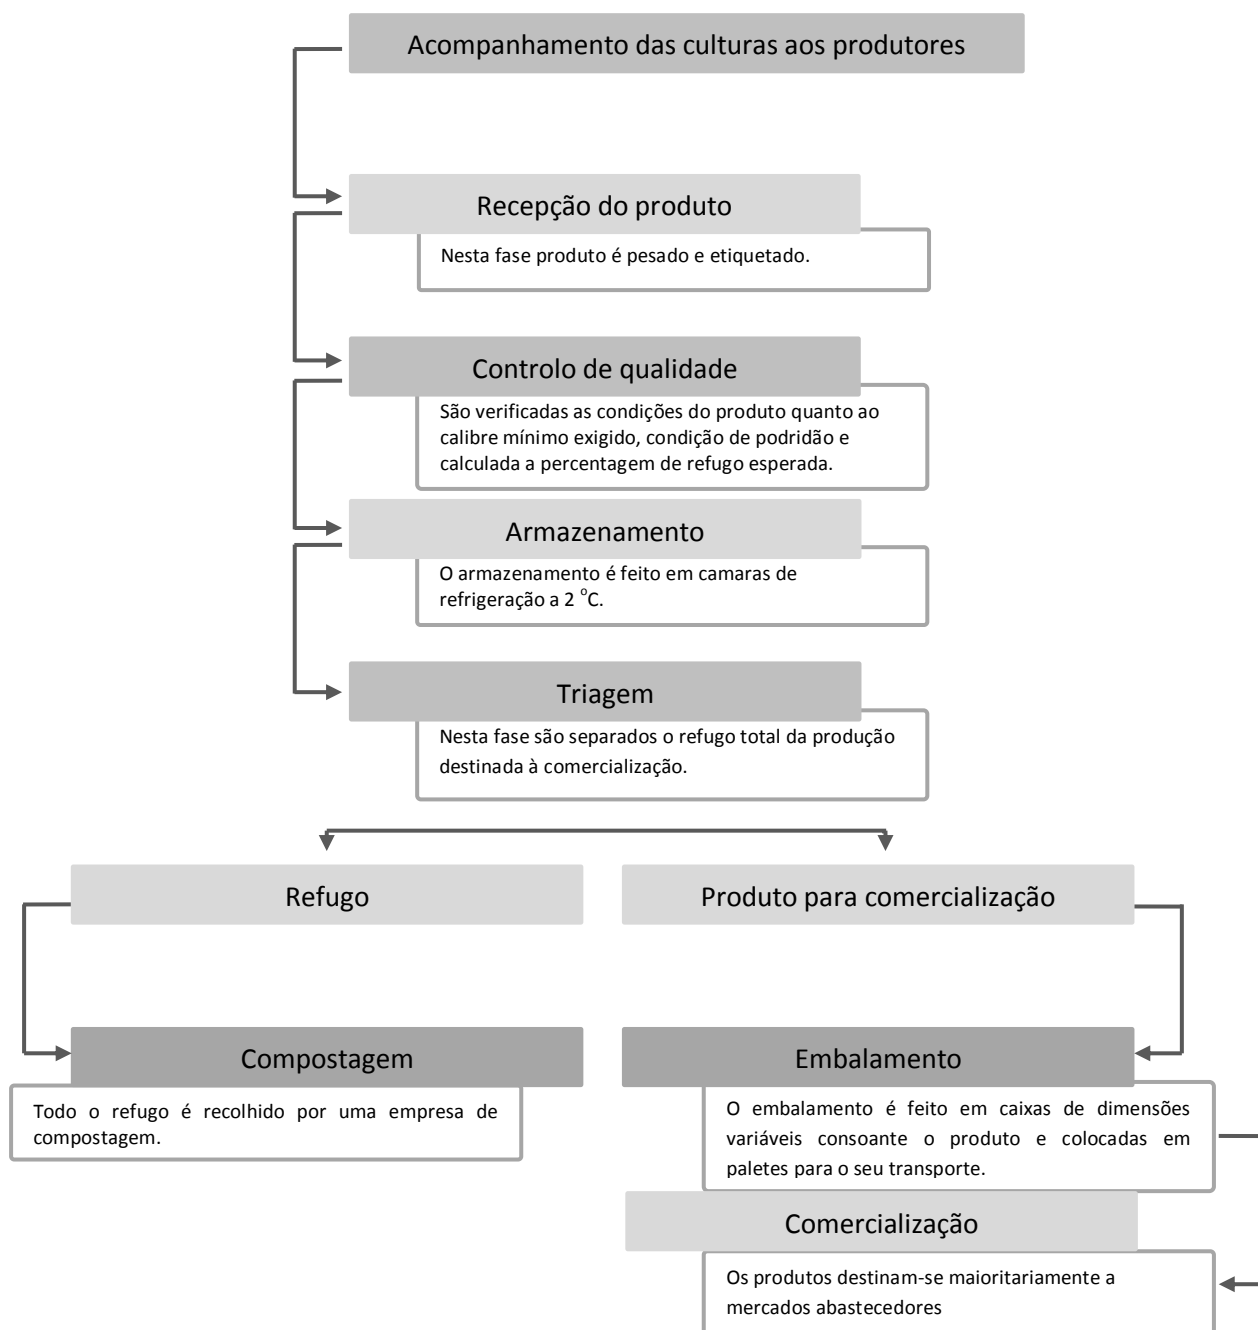 Acompanhamento das culturas aos produtores
Recepção do produto
Nesta fase produto é pesado e etiquetado.
Controlo de qualidade
São verificadas as condições do produto quanto ao
calibre mínimo exigido, condição de podridão e
calculada a percentagem de refugo esperada.
Armazenamento
O armazenamento é feito em camaras de
refrigeração a 2 °C.
Triagem
Nesta fase são separados o refugo total da produção
destinada à comercialização.
Refugo
Produto para comercialização
Compostagem
Todo o refugo é recolhido por uma empresa de
compostagem.
Embalamento
O embalamento é feito em caixas de dimensões
variáveis consoante o produto e colocadas em
paletes para o seu transporte.
Comercialização
Os produtos destinam-se maioritariamente a
mercados abastecedores